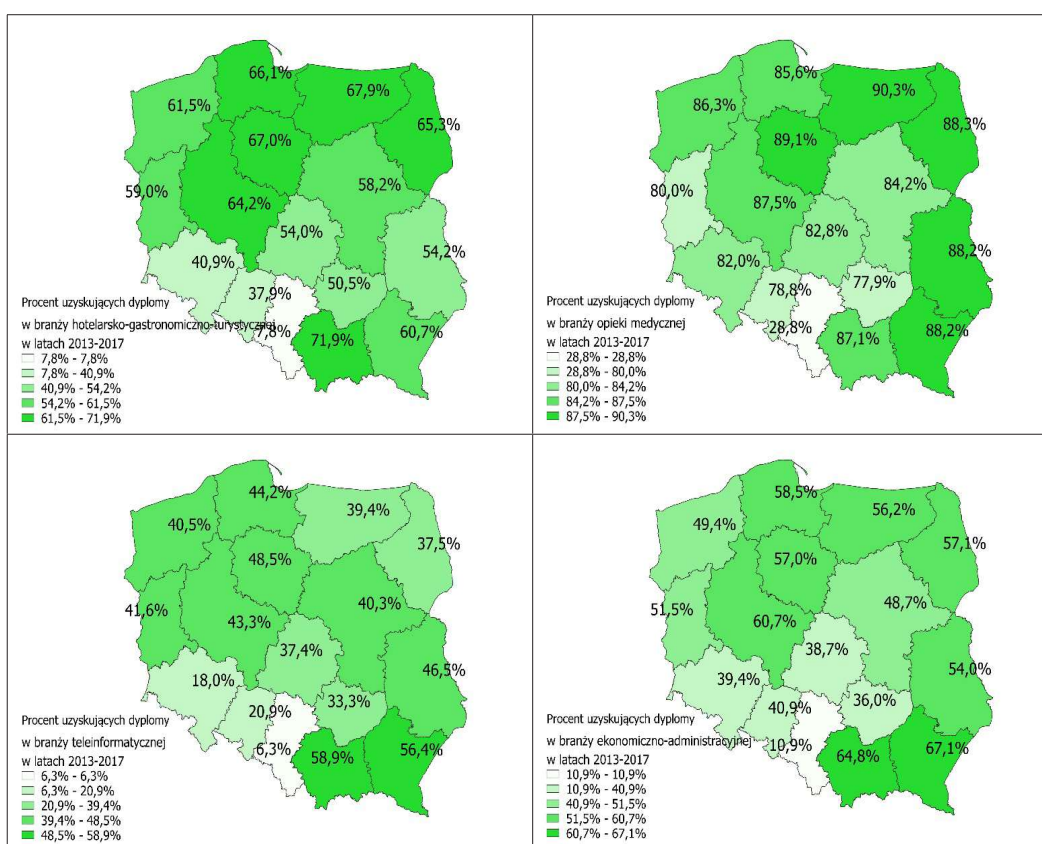 66,1%
67,9%
61,5%
65,3%
67,0%
58,2%
59,0%
64,2%
54,0%
54,2%
40,9%
50,5%
37,9%
Procent uzyskujących dyplomy
w branży hotelarsko-gastronomiczno-turystycznej
7,8%
60,7%
71,9%
w latach 2013-2017
7,8% - 7,8%
7,8% - 40,9%
40,9% - 54,2%
54,2% - 61,5%
61,5% - 71,9%
85,6%
90,3%
86,3%
88,3%
89,1%
84,2%
80,0%
87,5%
82,8%
88,2%
82,0%
77,9%
78,8%
Procent uzyskujących dyplomy
w branży opieki medycznej
28,8%
88,2%
87,1%
w latach 2013-2017
28,8% - 28,8%
28,8% - 80,0%
80,0% - 84,2%
84,2% - 87,5%
87,5% - 90,3%
44,2%
39,4%
40,5%
37,5%
48,5%
40,3%
41,6%
43,3%
37,4%
46,5%
18,0%
33,3%
20,9%
Procent uzyskujących dyplomy
w branży teleinformatycznej
6,3%
56,4%
58,9%
w latach 2013-2017
6,3% - 6,3%
6,3% - 20,9%
20,9% - 39,4%
39,4% - 48,5%
48,5% - 58,9%
58,5%
56,2%
49,4%
57,1%
57,0%
48,7%
51,5%
60,7%
38,7%
54,0%
39,4%
36,0%
40,9%
Procent uzyskujących dyplomy
w branży ekonomiczno-administracyjnej
10,9%
67,1%
64,8%
w latach 2013-2017
10,9% - 10,9%
10,9% - 40,9%
40,9% - 51,5%
51,5% - 60,7%
60,7% - 67,1%